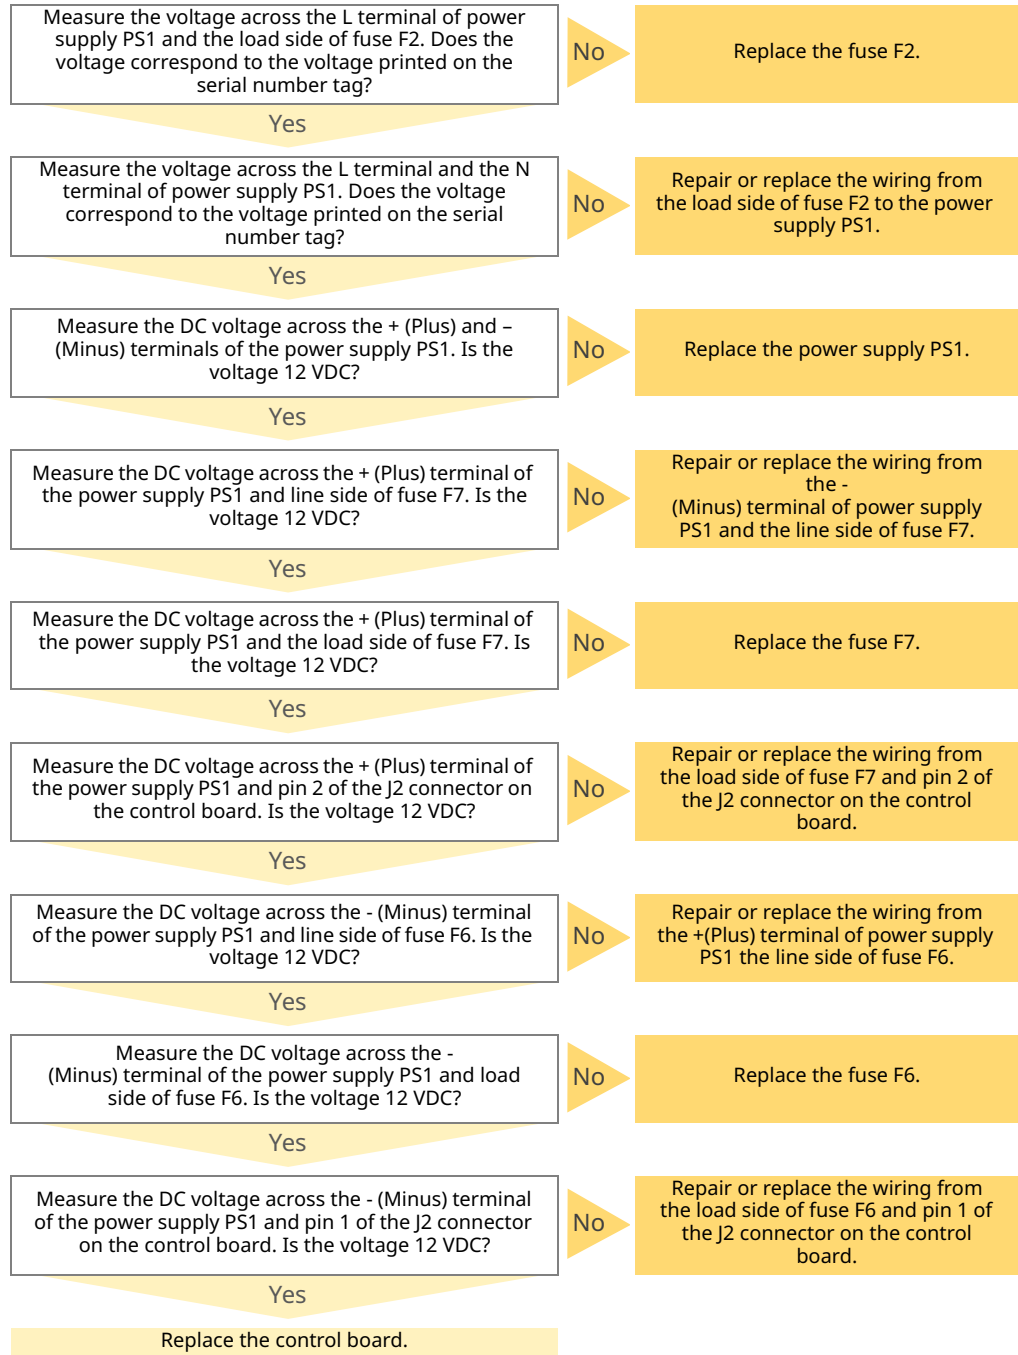 Measure the voltage across the L terminal of power
supply PS1 and the load side of fuse F2. Does the
voltage correspond to the voltage printed on the
serial number tag?
No
Replace the fuse F2.
Yes
Measure the voltage across the L terminal and the N
terminal of power supply PS1. Does the voltage
correspond to the voltage printed on the serial
number tag?
No
Repair or replace the wiring from
the load side of fuse F2 to the power
supply PS1.
Yes
Measure the DC voltage across the + (Plus) and –
(Minus) terminals of the power supply PS1. Is the
voltage 12 VDC?
No
Replace the power supply PS1.
Yes
Measure the DC voltage across the + (Plus) terminal of
the power supply PS1 and line side of fuse F7. Is the
voltage 12 VDC?
No
Repair or replace the wiring from
the -
(Minus) terminal of power supply
PS1 and the line side of fuse F7.
Yes
Measure the DC voltage across the + (Plus) terminal of
the power supply PS1 and the load side of fuse F7. Is
the voltage 12 VDC?
No
Replace the fuse F7.
Yes
Measure the DC voltage across the + (Plus) terminal of
the power supply PS1 and pin 2 of the J2 connector on
the control board. Is the voltage 12 VDC?
No
Repair or replace the wiring from
the load side of fuse F7 and pin 2 of
the J2 connector on the control
board.
Yes
Measure the DC voltage across the - (Minus) terminal
of the power supply PS1 and line side of fuse F6. Is the
voltage 12 VDC?
No
Repair or replace the wiring from
the +(Plus) terminal of power supply
PS1 the line side of fuse F6.
Yes
Measure the DC voltage across the -
(Minus) terminal of the power supply PS1 and load
side of fuse F6. Is the voltage 12 VDC?
No
Replace the fuse F6.
Yes
Measure the DC voltage across the - (Minus) terminal
of the power supply PS1 and pin 1 of the J2 connector
on the control board. Is the voltage 12 VDC?
No
Repair or replace the wiring from
the load side of fuse F6 and pin 1 of
the J2 connector on the control
board.
Yes
Replace the control board.